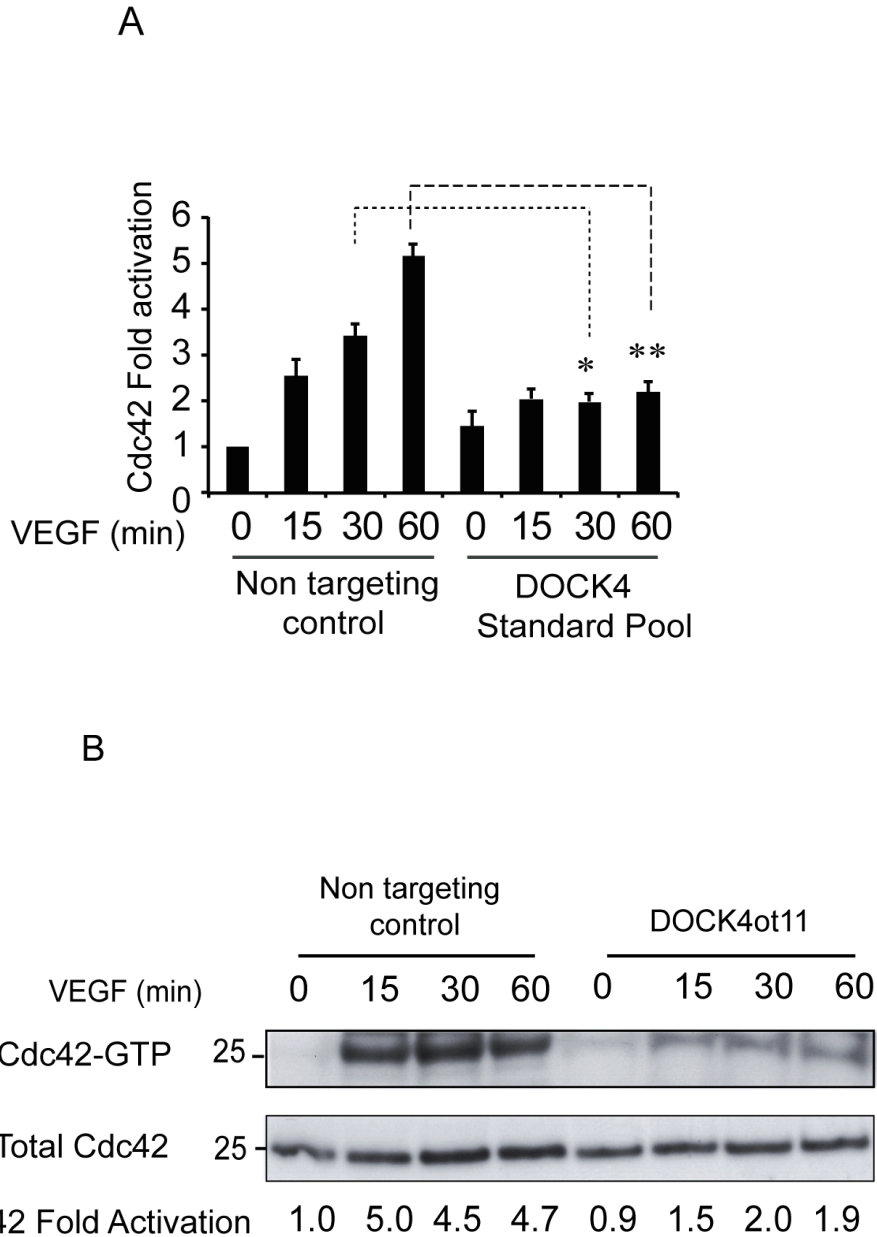 A
Cdc42 Fold activation
6
5
4
3
2
1
0
* **
VEGF (min) 0 15 30 60 0 15 30 60
Non targeting
control
DOCK4
Standard Pool
B
Non targeting
control
DOCK4ot11
VEGF (min) 0 15 30 60 0 15 30 60
Cdc42-GTP 25
Total Cdc42 25
42 Fold Activation 1.0 5.0 4.5 4.7 0.9 1.5 2.0 1.9